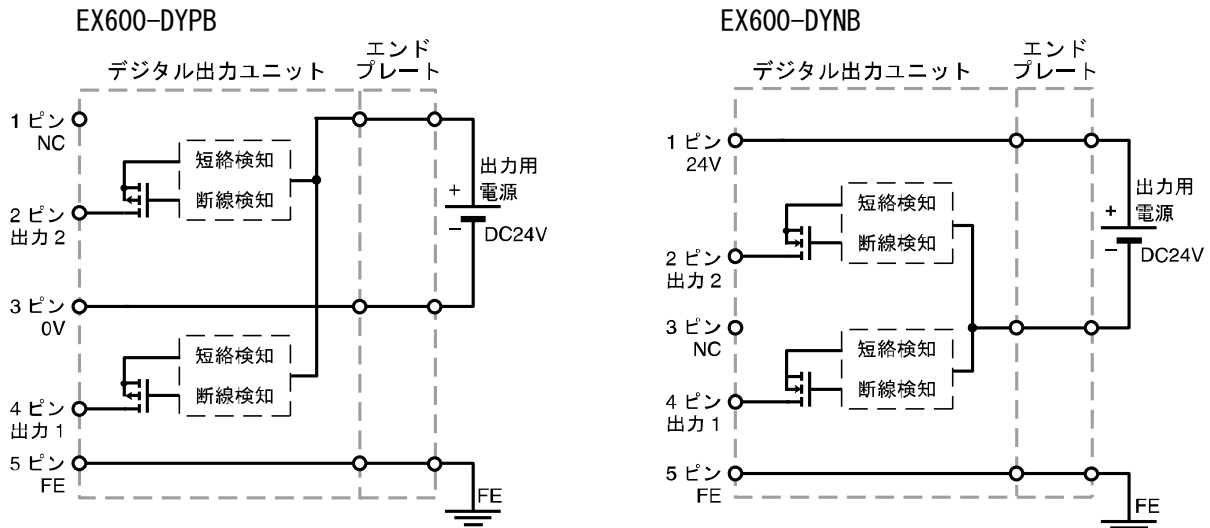 EX600-DYPB
デジタル出力ユニット
エンド
プレート
1 ピン
NC
短絡検知
断線検知
2 ピン
出力 2
出力用
電源
+
−
DC24V
3 ピン
0V
短絡検知
断線検知
4 ピン
出力 1
5 ピン
FE
FE
EX600-DYNB
デジタル出力ユニット
エンド
プレート
1 ピン
24V
短絡検知
断線検知
2 ピン
出力 2
出力用
電源
+
−
DC24V
3 ピン
NC
短絡検知
断線検知
4 ピン
出力 1
5 ピン
FE
FE